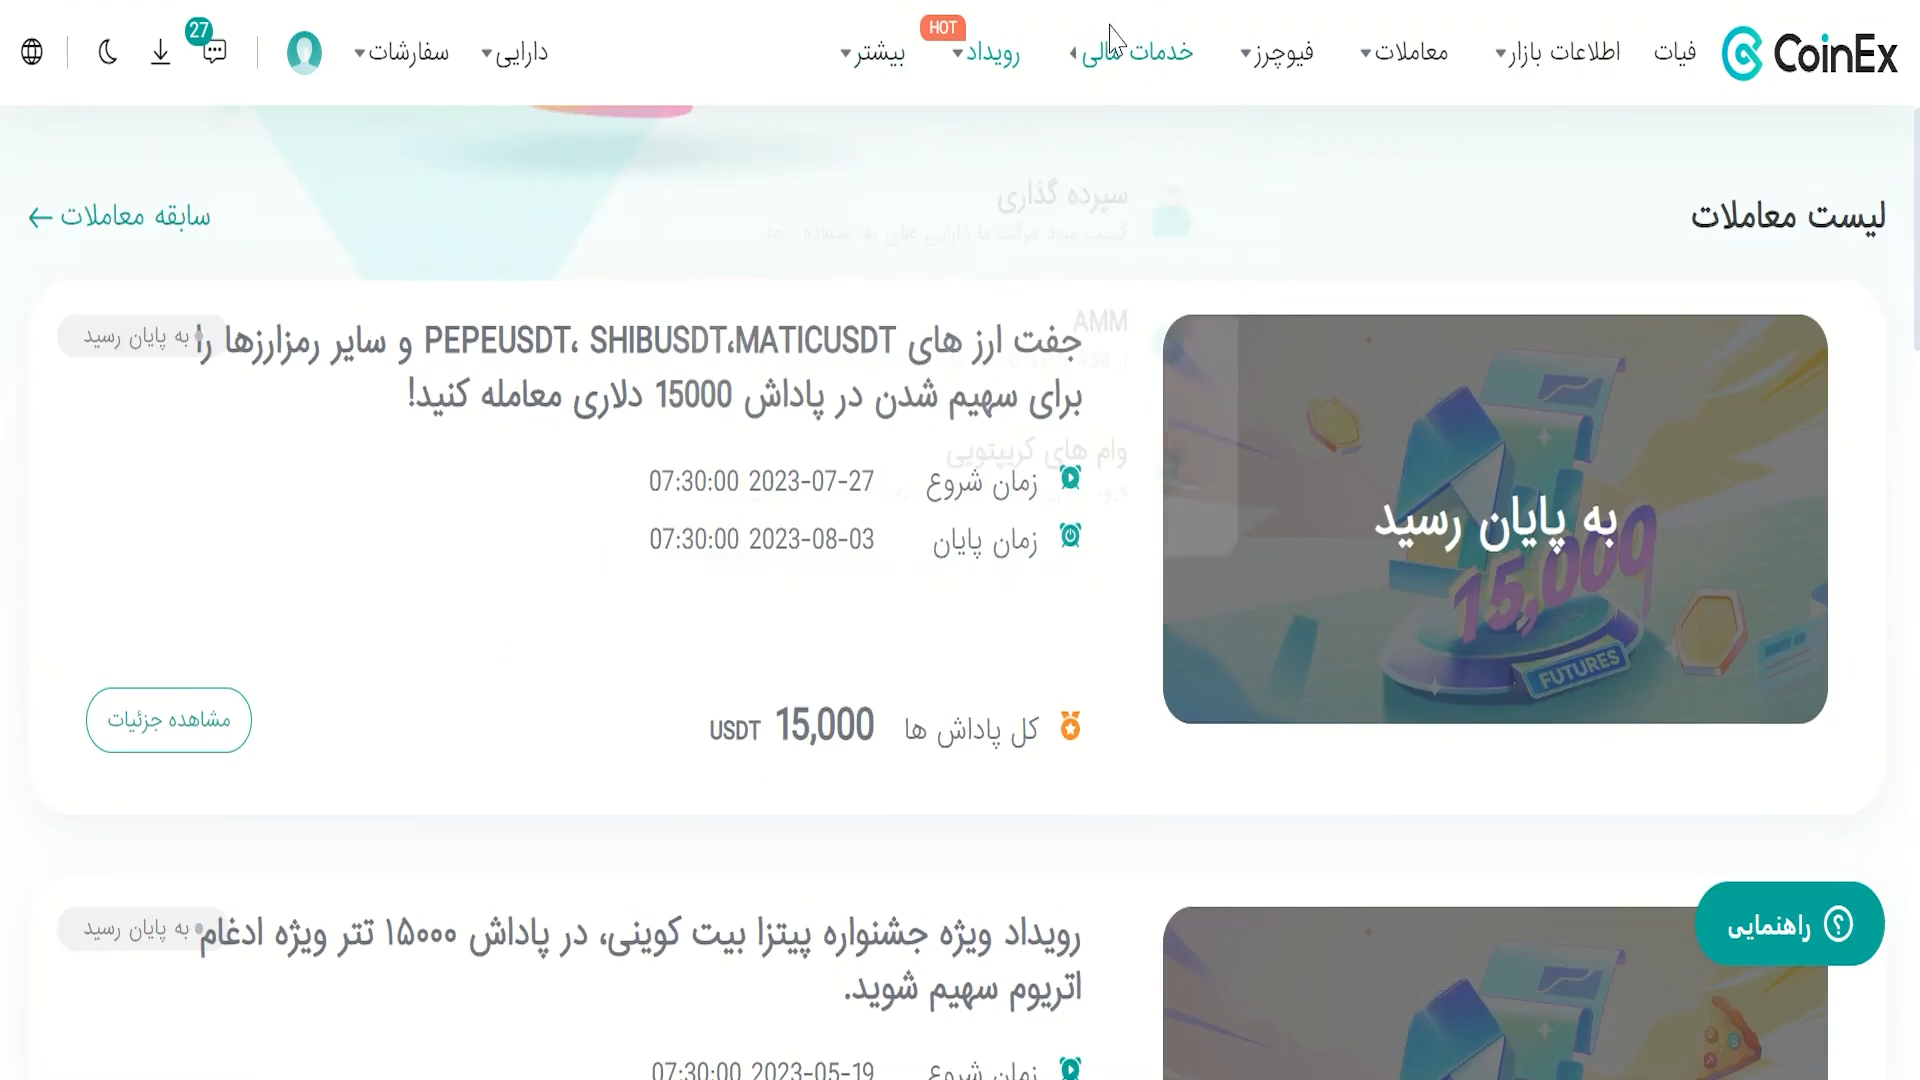 CoinEx
فیات
اطلاعات بازار
معاملات
فیوچرز
خدمات مالی
رویداد
HOT
بیشتر
دارایی
سفارشات
27
لیست معاملات
سابقه معاملات
سپرده گذاری
AMM
وام های کریپتویی
به پایان رسید
15,000
FUTURES
جفت ارز های PEPEUSDT، SHIBUSDT،MATICUSDT و سایر رمزارزها را
برای سهیم شدن در پاداش 15000 دلاری معامله کنید!
به پایان رسید
زمان شروع 2023-07-27 07:30:00
زمان پایان 2023-08-03 07:30:00
کل پاداش ها 15,000 USDT
مشاهده جزئیات
راهنمایی
رویداد ویژه جشنواره پیتزا بیت کوینی، در پاداش ۱۵۰۰۰ تتر ویژه ادغام
اتریوم سهیم شوید.
به پایان رسید
زمان شروع 2023-05-19 07:30:00